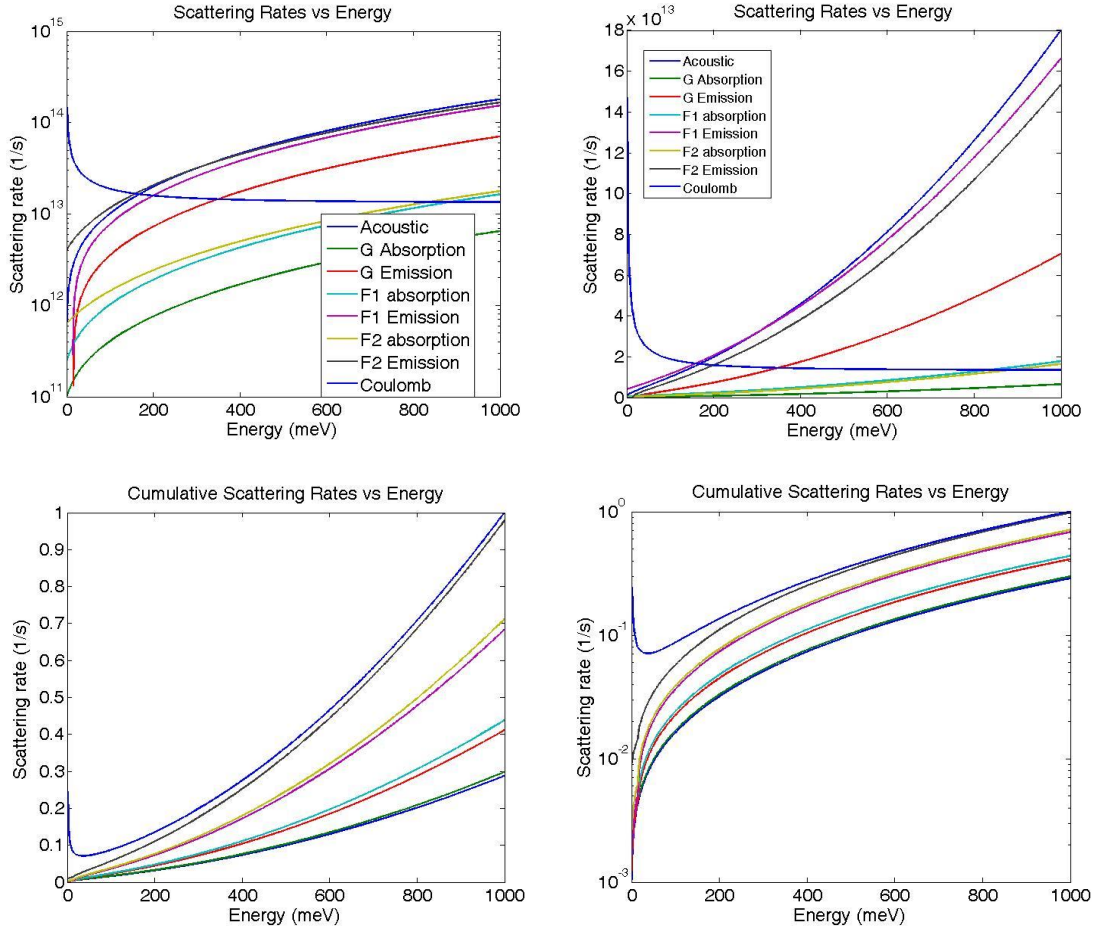 Scattering Rates vs Energy
10^15
10^14
10^13
10^12
10^11
Scattering rate (1/s)
Acoustic
G Absorption
G Emission
F1 absorption
F1 Emission
F2 absorption
F2 Emission
Coulomb
0 200 400 600 800 1000
Energy (meV)
Scattering Rates vs Energy
x 10^13
18
16
14
12
10
8
6
4
2
0
Scattering rate (1/s)
Acoustic
G Absorption
G Emission
F1 absorption
F1 Emission
F2 absorption
F2 Emission
Coulomb
0 200 400 600 800 1000
Energy (meV)
Cumulative Scattering Rates vs Energy
1
0.9
0.8
0.7
0.6
0.5
0.4
0.3
0.2
0.1
0
Scattering rate (1/s)
0 200 400 600 800 1000
Energy (meV)
Cumulative Scattering Rates vs Energy
10^0
10^-1
10^-2
10^-3
Scattering rate (1/s)
0 200 400 600 800 1000
Energy (meV)